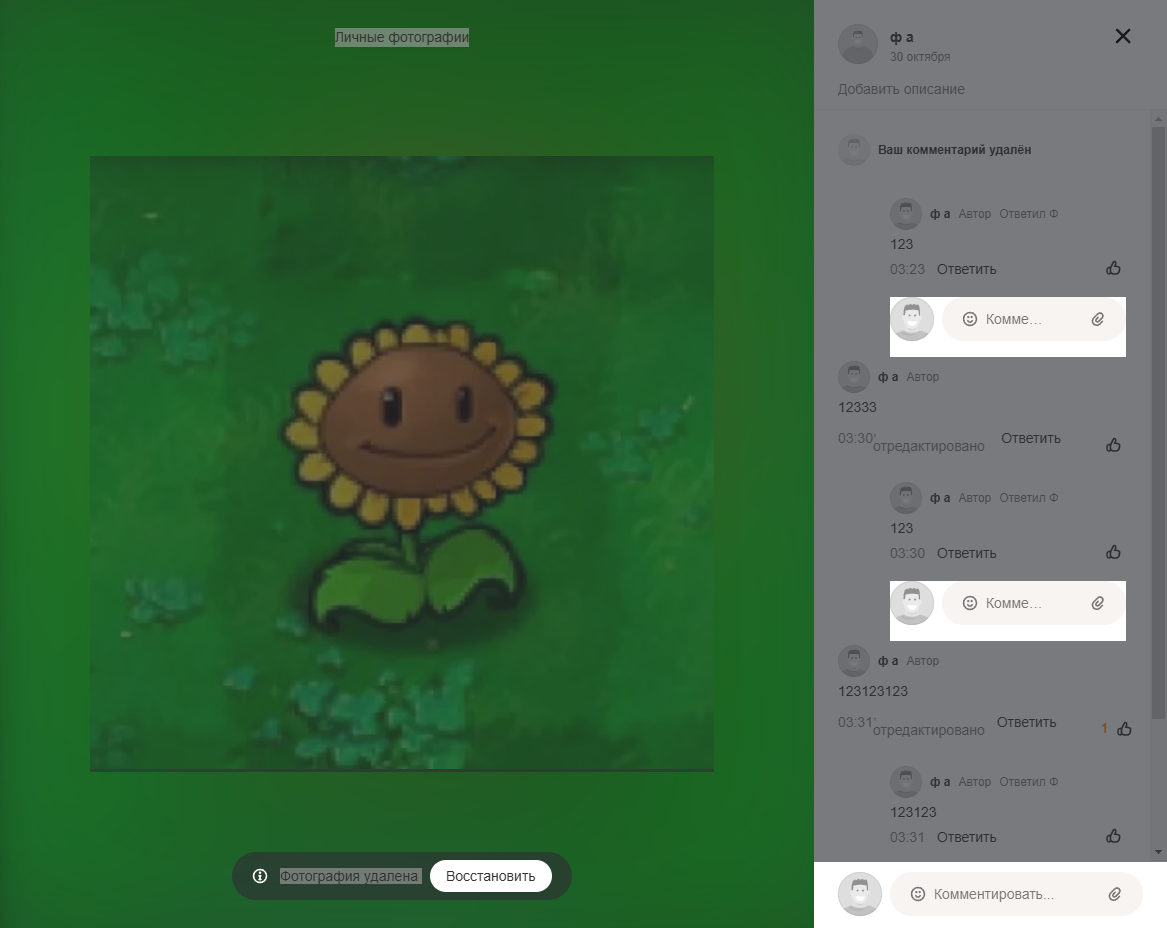 Личные фотографии
ф а
30 октября
Добавить описание
Ваш комментарий удалён
ф а Автор Ответил Ф
123
03:23 Ответить
Комме...
ф а Автор
12333
03:30 отредактировано Ответить
ф а Автор Ответил Ф
123
03:30 Ответить
Комме...
ф а Автор
123123123
03:31 отредактировано Ответить 1
ф а Автор Ответил Ф
123123
03:31 Ответить
Фотография удалена Восстановить
Комментировать...